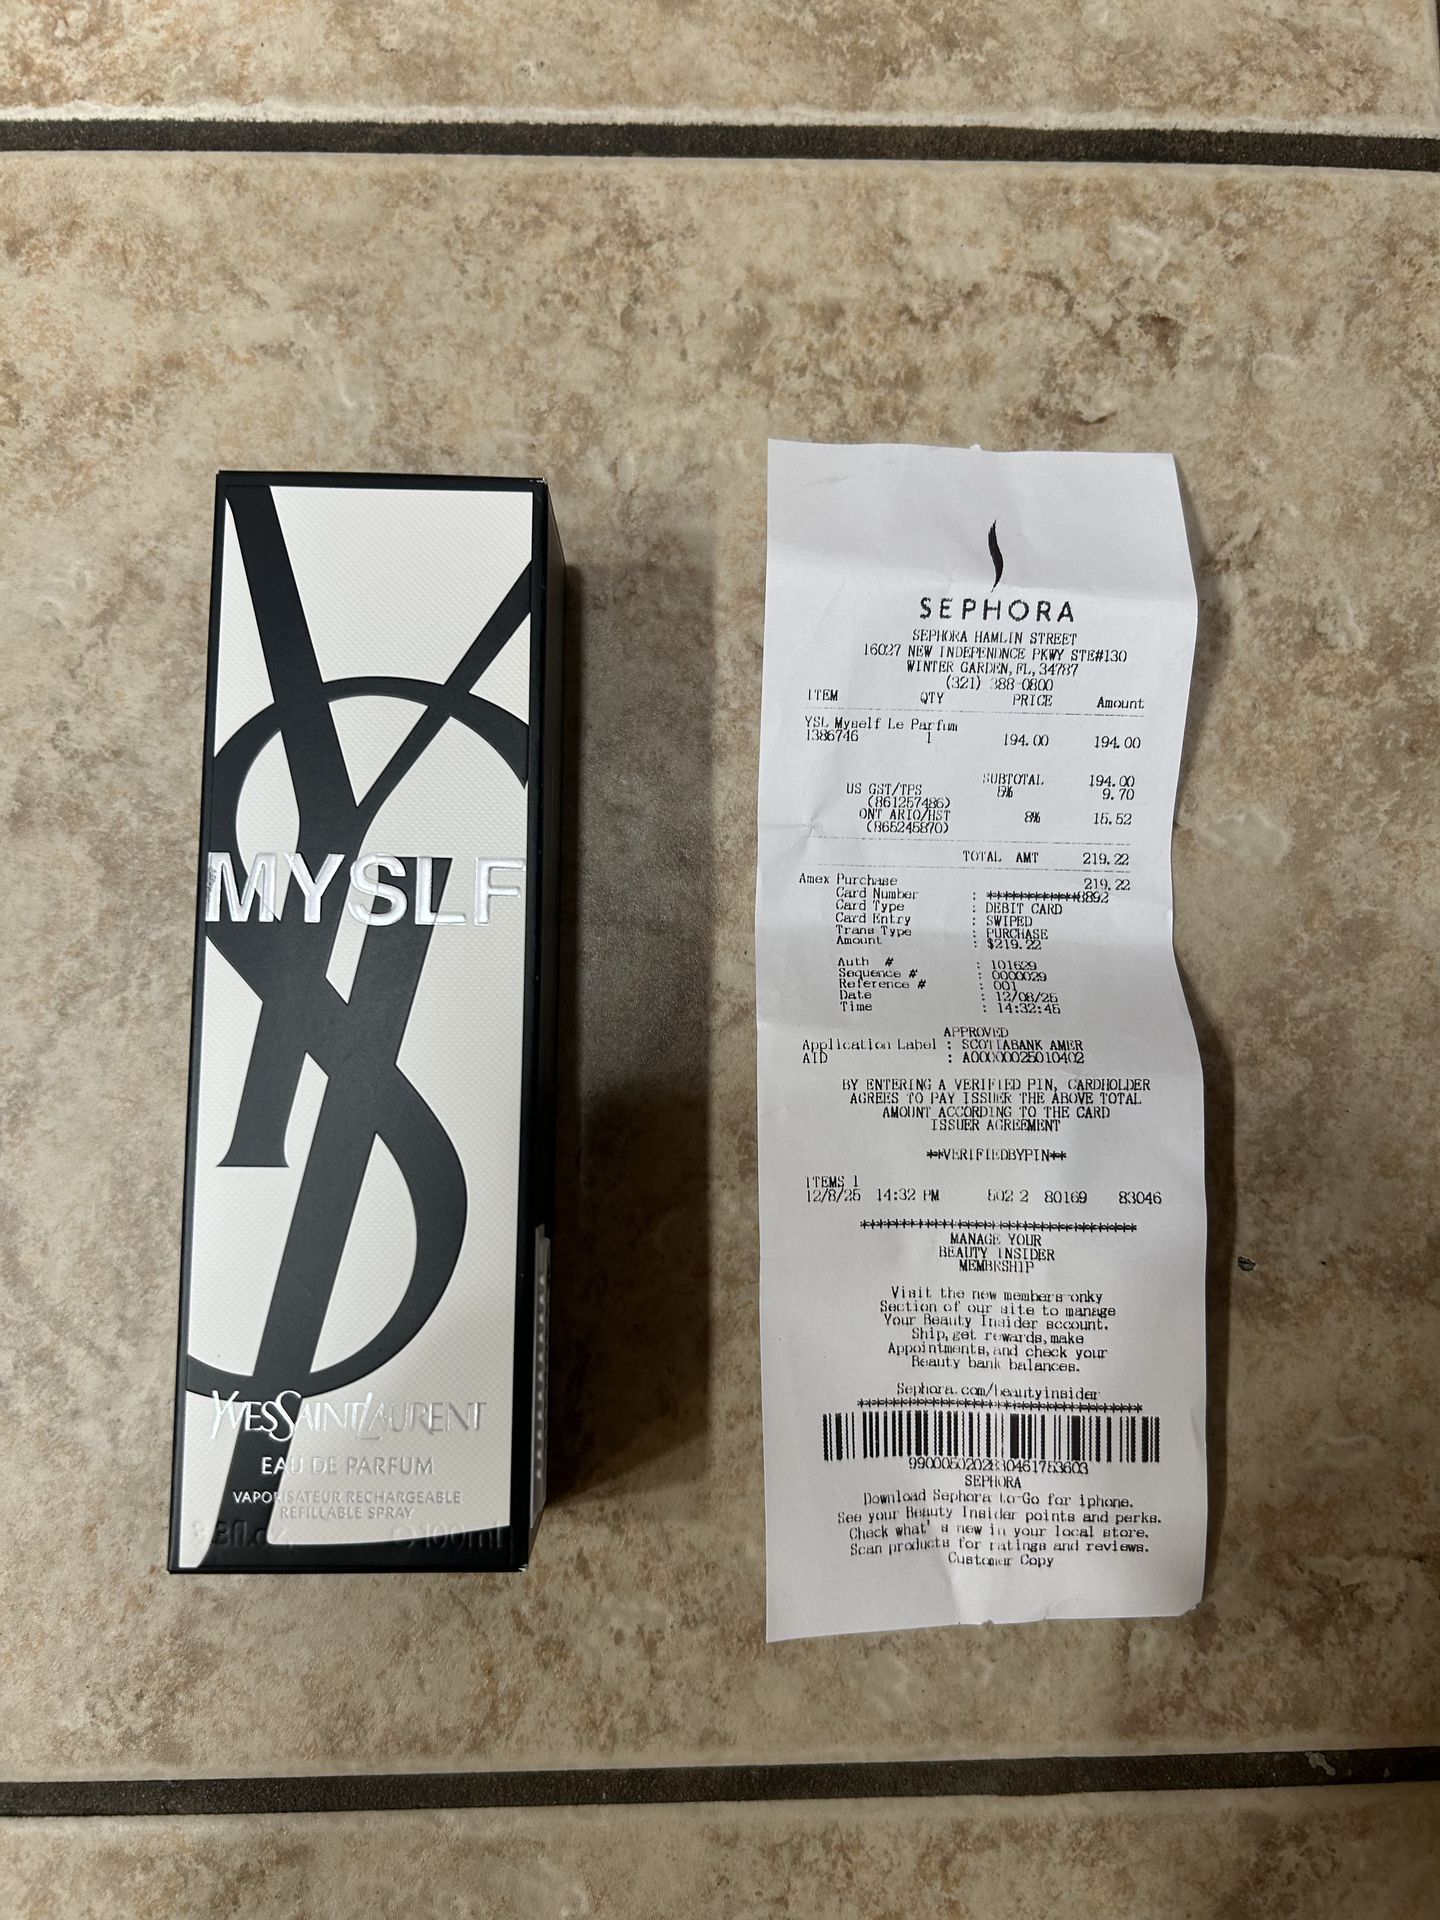 MYSLF
YVESSAINTLAURENT
EAU DE PARFUM
VAPORISATEUR RECHARGEABLE
REFILLABLE SPRAY
3.3fl.oz. 100ml
SEPHORA
SEPHORA HAMLIN STREET
16027 NEW INDEPENDNCE PKWY STE#130
WINTER GARDEN, FL, 34787
(321) 388-0800
ITEM QTY PRICE Amount
YSL Myself Le Parfum
1386746 1 194.00 194.00
SUBTOTAL 194.00
US GST/TPS 5% 9.70
(861257486)
ONT ARIO/HST 8% 15.52
(865245870)
TOTAL AMT 219.22
Amex Purchase 219.22
Card Number : ************8892
Card Type : DEBIT CARD
Card Entry : SWIPED
Trans Type : PURCHASE
Amount : $219.22
Auth # : 101629
Sequence # : 0000029
Reference # : 001
Date : 12/08/25
Time : 14:32:45
APPROVED
Application Label : SCOTIABANK AMER
AID : A00000025010402
BY ENTERING A VERIFIED PIN, CARDHOLDER
AGREES TO PAY ISSUER THE ABOVE TOTAL
AMOUNT ACCORDING TO THE CARD
ISSUER AGREEMENT
**VERIFIEDBYPIN**
ITEMS 1
12/8/25 14:32 PM 502 2 80169 83046
MANAGE YOUR
BEAUTY INSIDER
MEMBRSHIP
Visit the new members onky
Section of our site to manage
Your Beauty Insider account.
Ship, get rewards, make
Appointments, and check your
Beauty bank balances.
Sephora.com/beautyinsider
SEPHORA
Download Sephora to Go for iphone.
See your Beauty Insider points and perks.
Check what's new in your local store.
Scan products for ratings and reviews.
Customer Copy